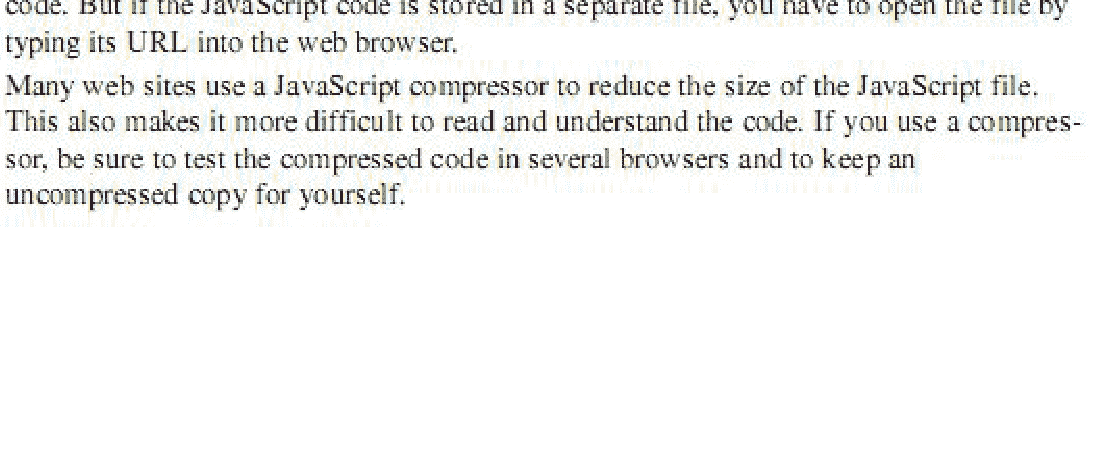 code. But if the JavaScript code is stored in a separate file, you have to open the file by
typing its URL into the web browser.
Many web sites use a JavaScript compressor to reduce the size of the JavaScript file.
This also makes it more difficult to read and understand the code. If you use a compres-
sor, be sure to test the compressed code in several browsers and to keep an
uncompressed copy for yourself.